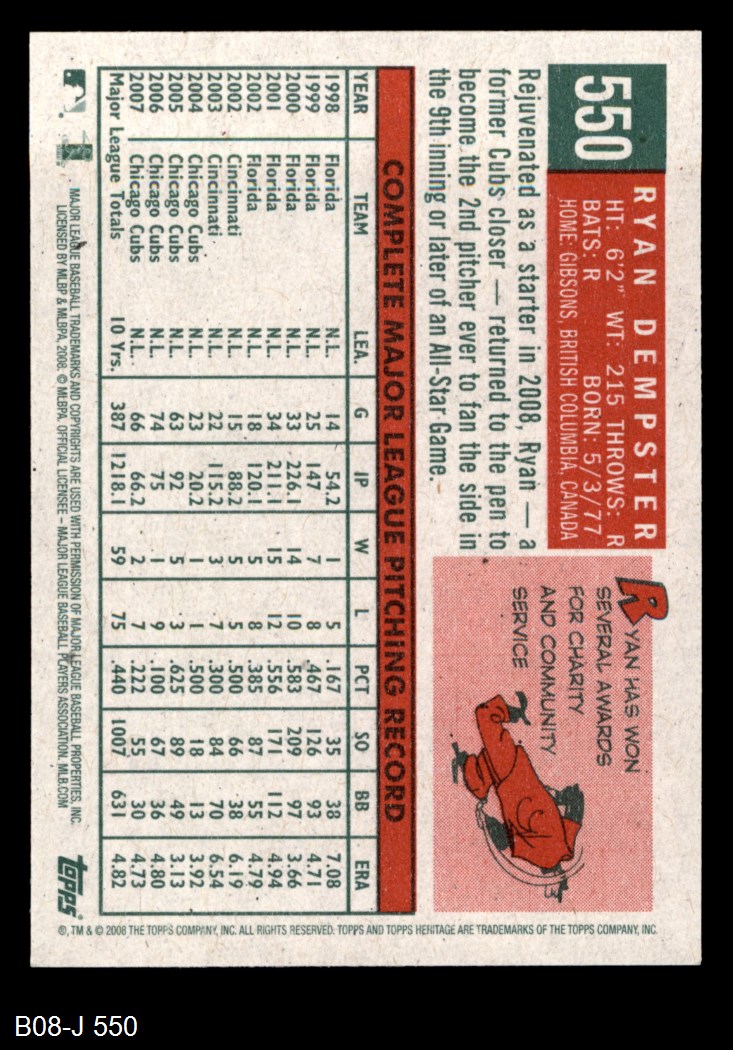 550
RYAN DEMPSTER
HT: 6'2" WT: 215 THROWS: R
BATS: R BORN: 5/3/77
HOME: GIBSONS, BRITISH COLUMBIA, CANADA
Rejuvenated as a starter in 2008, Ryan — a
former Cubs closer — returned to the pen to
become the 2nd pitcher ever to fan the side in
the 9th inning or later of an All-Star Game.
RYAN HAS WON
SEVERAL AWARDS
FOR CHARITY
AND COMMUNITY
SERVICE
COMPLETE MAJOR LEAGUE PITCHING RECORD
YEAR TEAM LEA. G IP W L PCT SO BB ERA
1998 Florida N.L. 14 54.2 1 5 .167 35 38 7.08
1999 Florida N.L. 25 147 7 8 .467 126 93 4.71
2000 Florida N.L. 33 226.1 14 10 .583 209 97 3.66
2001 Florida N.L. 34 211.1 15 12 .556 171 112 4.94
2002 Florida N.L. 18 120.1 5 8 .385 87 55 4.79
2002 Cincinnati N.L. 15 88.2 5 5 .500 66 38 6.19
2003 Cincinnati N.L. 22 115.2 3 7 .300 84 70 6.54
2004 Chicago Cubs N.L. 23 20.2 1 1 .500 18 13 3.92
2005 Chicago Cubs N.L. 63 92 5 3 .625 89 49 3.13
2006 Chicago Cubs N.L. 74 75 1 9 .100 67 36 4.80
2007 Chicago Cubs N.L. 66 66.2 2 7 .222 55 30 4.73
Major League Totals 10 Yrs. 387 1218.1 59 75 .440 1007 631 4.82
MAJOR LEAGUE BASEBALL TRADEMARKS AND COPYRIGHTS ARE USED WITH PERMISSION OF MAJOR LEAGUE BASEBALL PROPERTIES, INC.
LICENSED BY MLBP & MLBPA, 2008. © MLBPA. OFFICIAL LICENSEE – MAJOR LEAGUE BASEBALL PLAYERS ASSOCIATION. MLB.COM
Topps
®, TM & © 2008 THE TOPPS COMPANY, INC. ALL RIGHTS RESERVED. TOPPS AND TOPPS HERITAGE ARE TRADEMARKS OF THE TOPPS COMPANY, INC.
B08-J 550